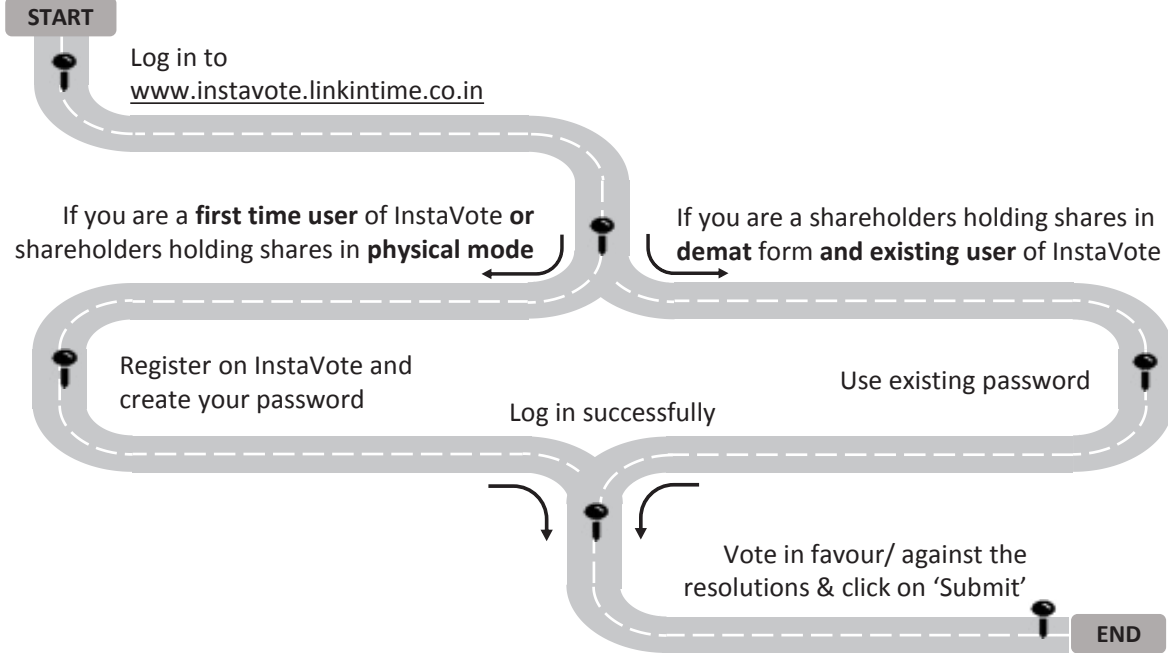 START
Log in to
www.instavote.linkintime.co.in
If you are a first time user of InstaVote or
shareholders holding shares in physical mode
If you are a shareholders holding shares in
demat form and existing user of InstaVote
Register on InstaVote and
create your password
Use existing password
Log in successfully
Vote in favour/ against the
resolutions & click on ‘Submit’
END